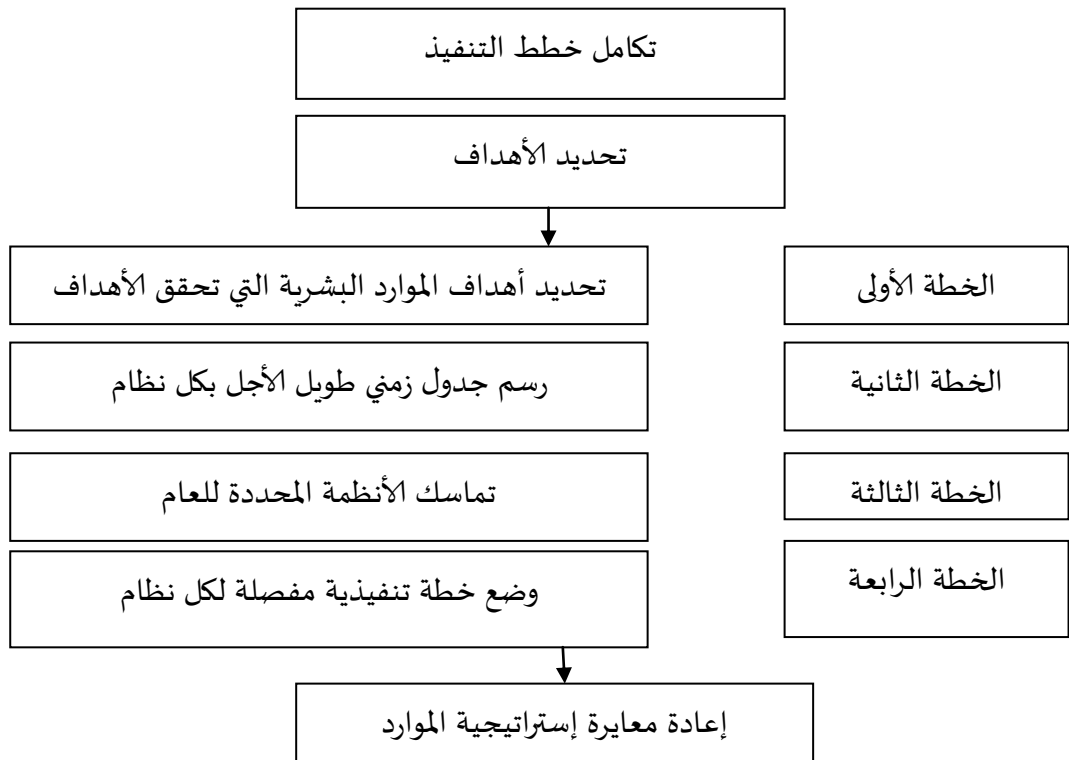 تكامل خطط التنفيذ
تحديد الأهداف
الخطة الأولى
تحديد أهداف الموارد البشرية التي تحقق الأهداف
الخطة الثانية
رسم جدول زمني طويل الأجل بكل نظام
الخطة الثالثة
تماسك الأنظمة المحددة للعام
الخطة الرابعة
وضع خطة تنفيذية مفصلة لكل نظام
إعادة معايرة إستراتيجية الموارد